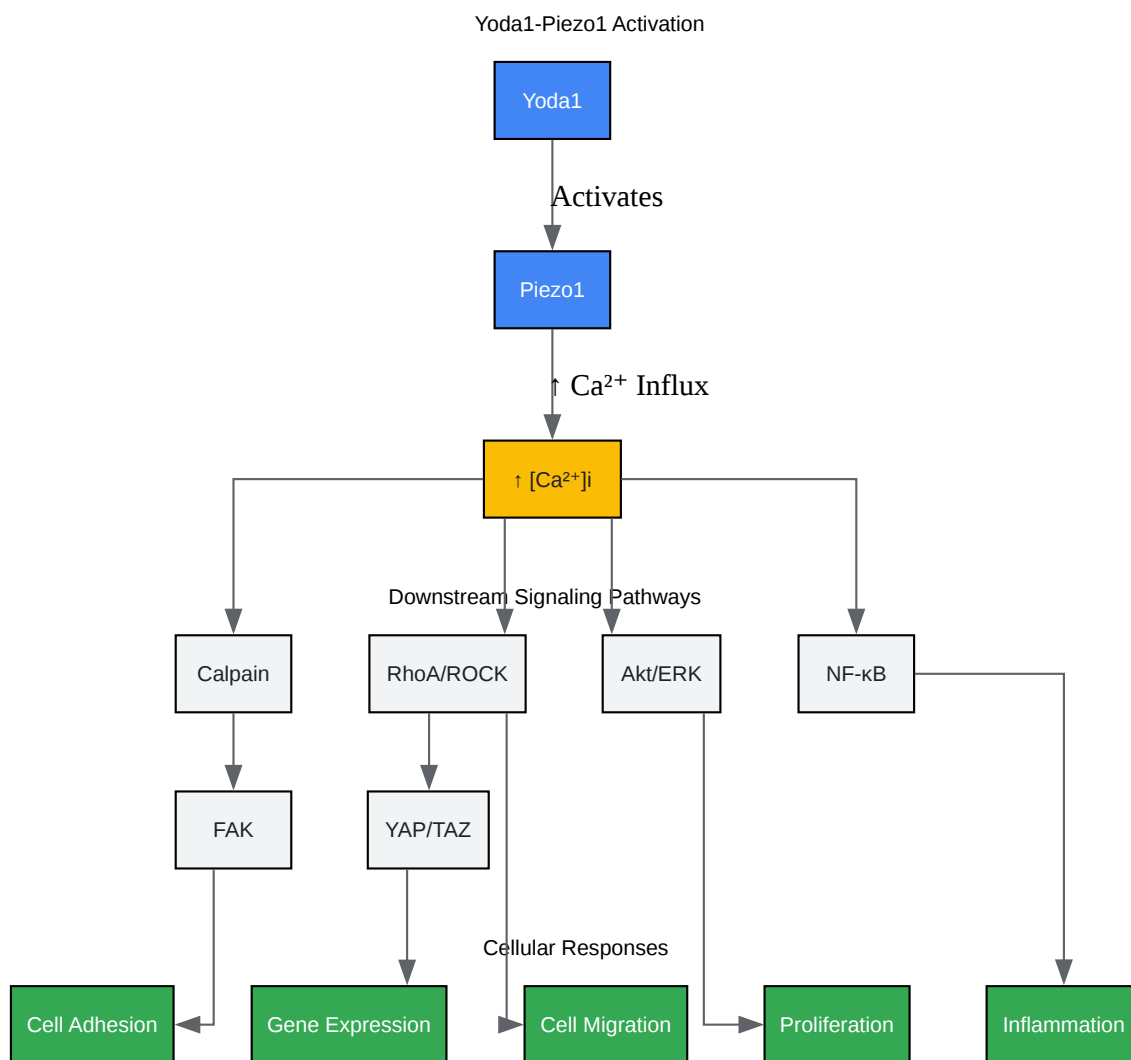 Yoda1-Piezo1 Activation
Yoda1
Activates
Piezo1
↑ Ca²⁺ Influx
↑ [Ca²⁺]i
Downstream Signaling Pathways
Calpain
RhoA/ROCK
Akt/ERK
NF-κB
FAK
YAP/TAZ
Cellular Responses
Cell Adhesion
Gene Expression
Cell Migration
Proliferation
Inflammation